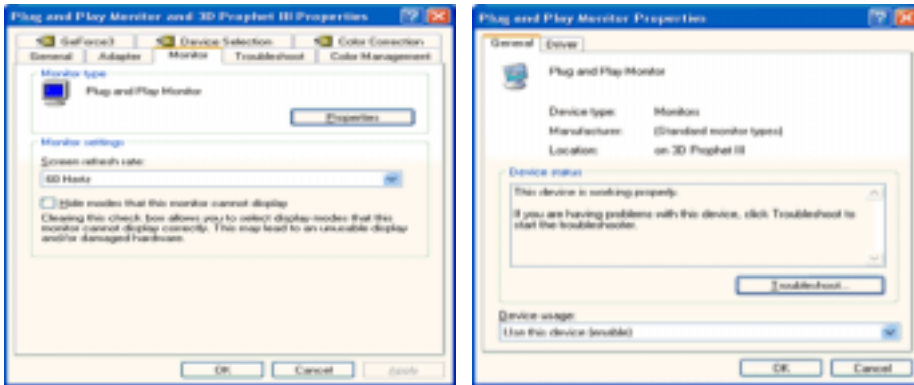 Plug and Play Monitor and 3D Prophet III Properties
GeForce3 Device Selection Color Correction
General Adapter Monitor Troubleshoot Color Management
Monitor type
Plug and Play Monitor
Properties
Monitor settings
Screen refresh rate:
60 Hertz
Hide modes that this monitor cannot display
Clearing this check box allows you to select display modes that this
monitor cannot display correctly. This may lead to an unusable display
and/or damaged hardware.
OK Cancel Apply
Plug and Play Monitor Properties
General Driver
Plug and Play Monitor
Device type: Monitors
Manufacturer: (Standard monitor types)
Location: on 3D Prophet III
Device status
This device is working properly.
If you are having problems with this device, click Troubleshoot to
start the troubleshooter.
Troubleshoot...
Device usage:
Use this device (enable)
OK Cancel